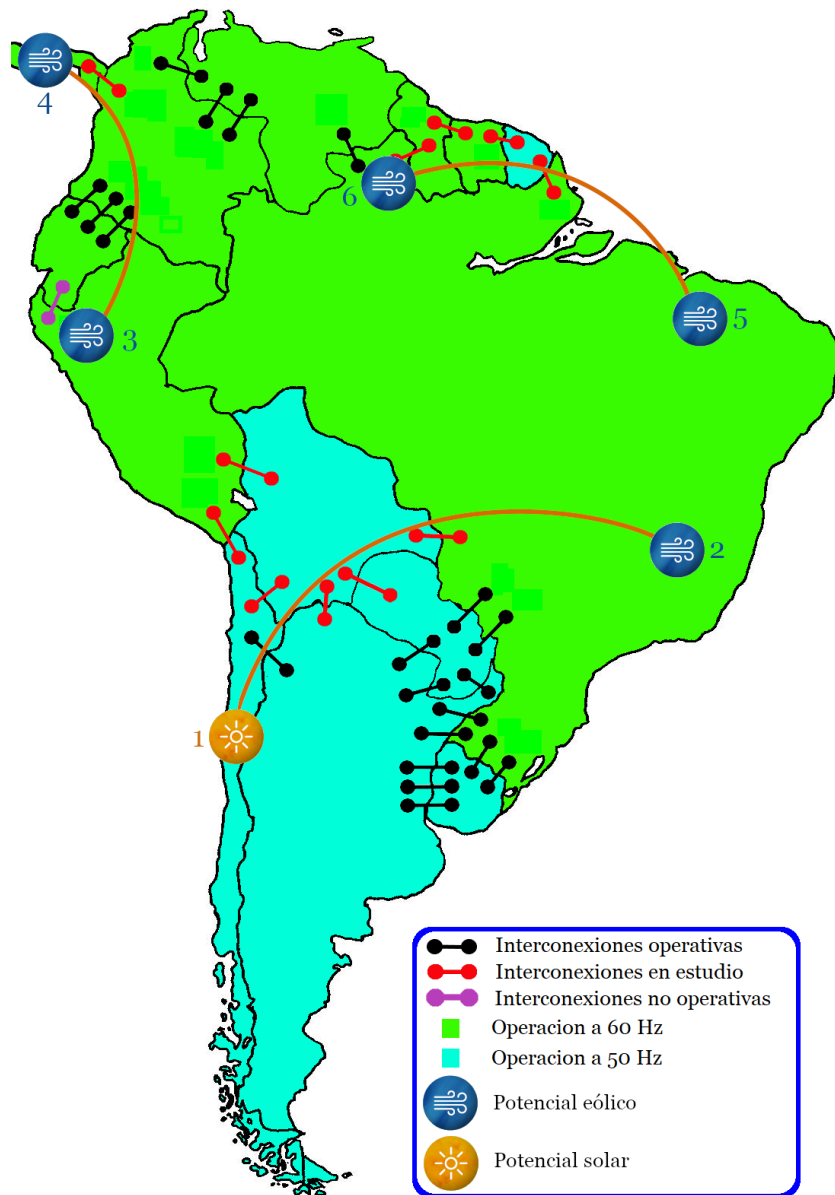 4
6
5
3
2
1
Interconexiones operativas
Interconexiones en estudio
Interconexiones no operativas
Operacion a 60 Hz
Operacion a 50 Hz
Potencial eólico
Potencial solar